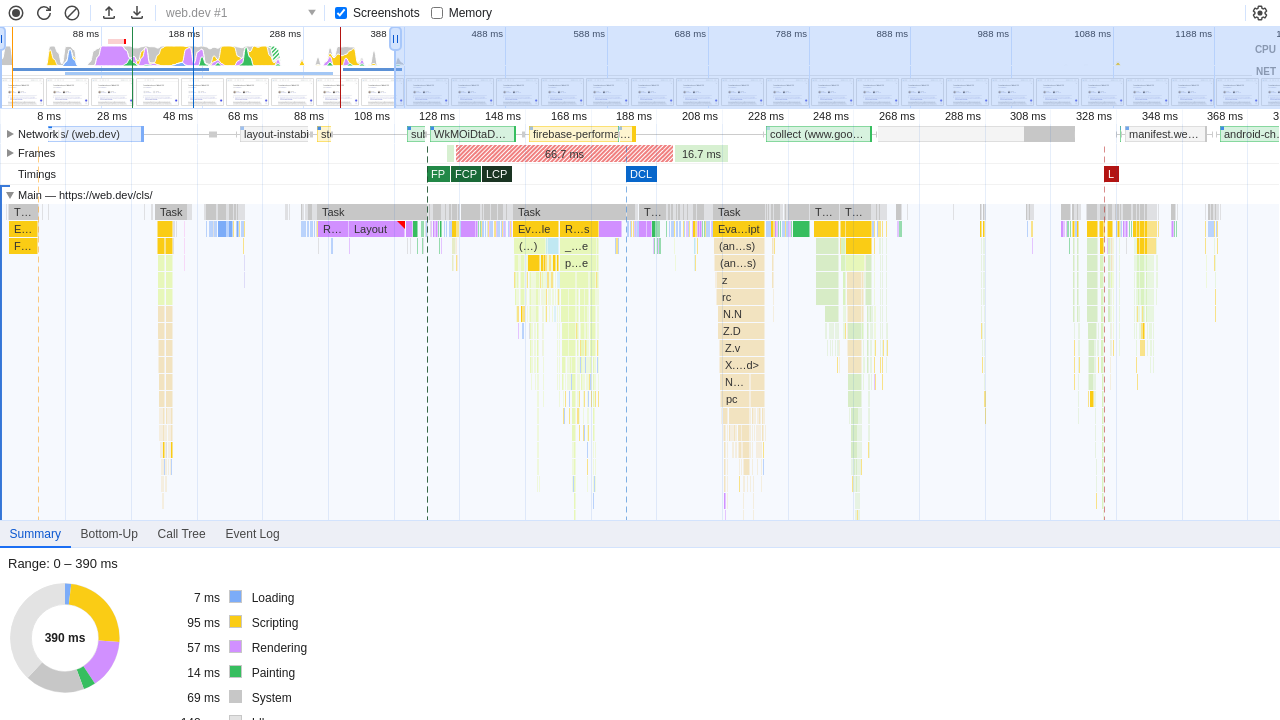 web.dev #1 Screenshots Memory
88 ms 188 ms 288 ms 388 488 ms 588 ms 688 ms 788 ms 888 ms 988 ms 1088 ms 1188 ms
CPU
NET
8 ms 28 ms 48 ms 68 ms 88 ms 108 ms 128 ms 148 ms 168 ms 188 ms 208 ms 228 ms 248 ms 268 ms 288 ms 308 ms 328 ms 348 ms 368 ms
Network s/ (web.dev) layout-instabi WkMOiDtaD… firebase-performa… collect (www.goo… manifest.we… android-ch…
Frames 66.7 ms 16.7 ms
Timings FP FCP LCP DCL L
Main — https://web.dev/cls/
T… Task Task Task T… Task T… T…
E… R… Layout Ev…le R…s Eva…ipt
F… (…) _…e (an…s)
p…e (an…s)
z
rc
N.N
Z.D
Z.v
X.…d>
N…
pc
Summary Bottom-Up Call Tree Event Log
Range: 0 – 390 ms
390 ms
7 ms Loading
95 ms Scripting
57 ms Rendering
14 ms Painting
69 ms System